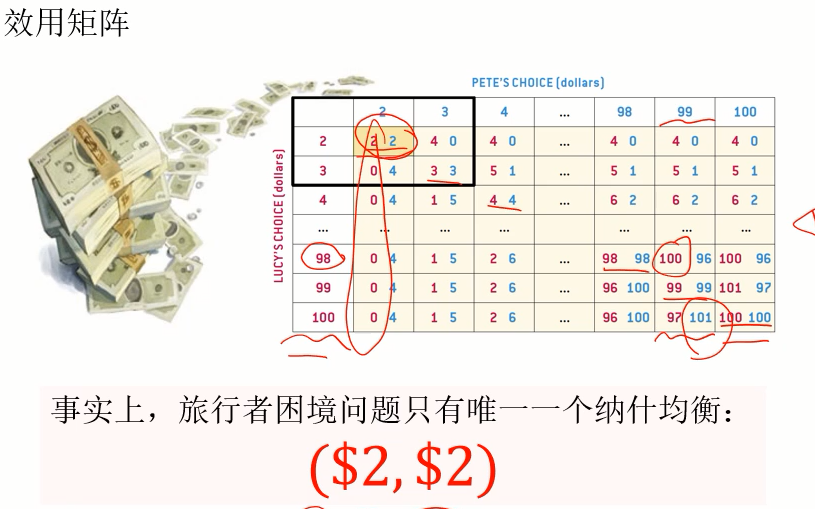 效用矩阵
PETE'S CHOICE (dollars)
LUCY'S CHOICE (dollars)
2 3 4 ... 98 99 100
2 2 2 4 0 4 0 ... 4 0 4 0 4 0
3 0 4 3 3 5 1 ... 5 1 5 1 5 1
4 0 4 1 5 4 4 ... 6 2 6 2 6 2
... ... ... ... ... ... ...
98 0 4 1 5 2 6 ... 98 98 100 96 100 96
99 0 4 1 5 2 6 ... 96 100 99 99 101 97
100 0 4 1 5 2 6 ... 96 100 97 101 100 100
事实上，旅行者困境问题只有唯一一个纳什均衡：
($2, $2)